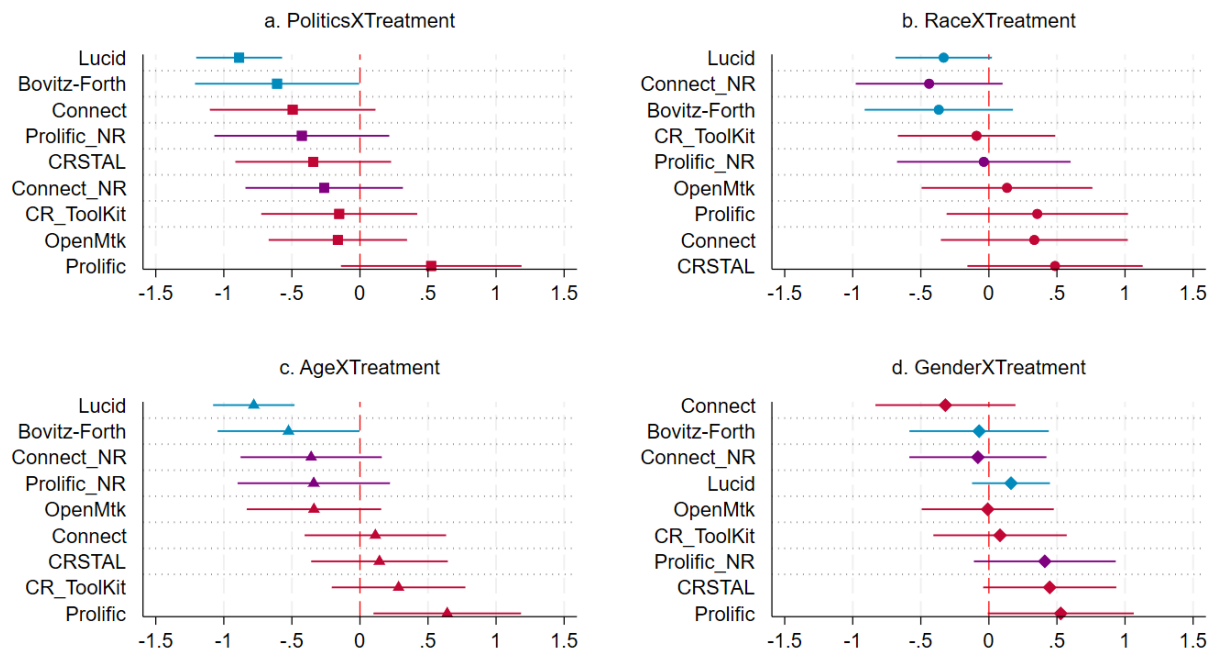 a. PoliticsXTreatment
Lucid
Bovitz-Forth
Connect
Prolific_NR
CRSTAL
Connect_NR
CR_ToolKit
OpenMtk
Prolific
-1.5 -1 -.5 0 .5 1 1.5
b. RaceXTreatment
Lucid
Connect_NR
Bovitz-Forth
CR_ToolKit
Prolific_NR
OpenMtk
Prolific
Connect
CRSTAL
-1.5 -1 -.5 0 .5 1 1.5
c. AgeXTreatment
Lucid
Bovitz-Forth
Connect_NR
Prolific_NR
OpenMtk
Connect
CRSTAL
CR_ToolKit
Prolific
-1.5 -1 -.5 0 .5 1 1.5
d. GenderXTreatment
Connect
Bovitz-Forth
Connect_NR
Lucid
OpenMtk
CR_ToolKit
Prolific_NR
CRSTAL
Prolific
-1.5 -1 -.5 0 .5 1 1.5